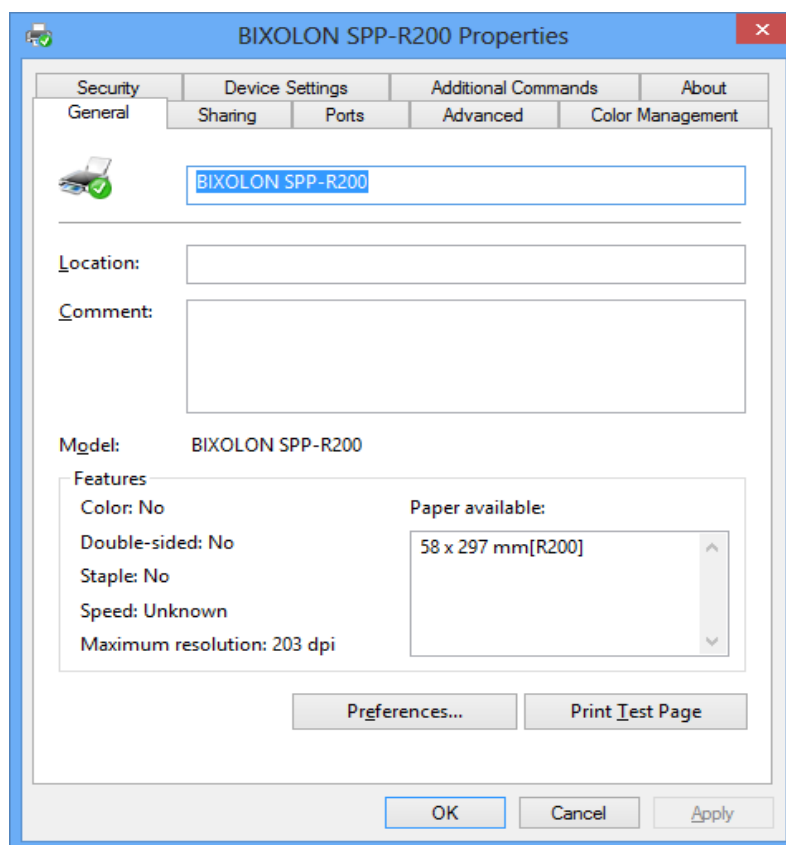 BIXOLON SPP-R200 Properties
Security Device Settings Additional Commands About
General Sharing Ports Advanced Color Management
BIXOLON SPP-R200
Location:
Comment:
Model: BIXOLON SPP-R200
Features
Color: No Paper available:
Double-sided: No 58 x 297 mm[R200]
Staple: No
Speed: Unknown
Maximum resolution: 203 dpi
Preferences... Print Test Page
OK Cancel Apply